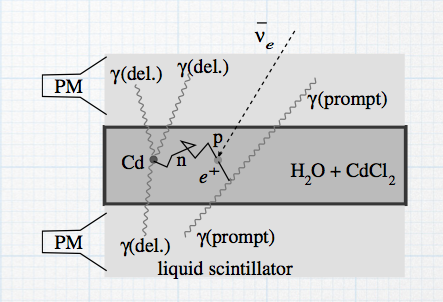 ν̅ₑ
γ(del.) γ(del.)
PM
γ(prompt)
p
Cd n
e⁺
H₂O + CdCl₂
PM
γ(del.) γ(prompt)
liquid scintillator